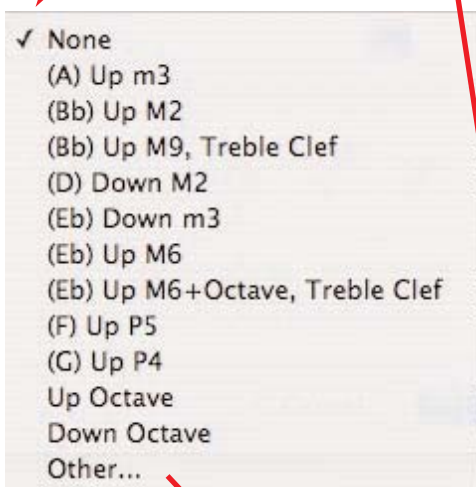 ✓ None
(A) Up m3
(Bb) Up M2
(Bb) Up M9, Treble Clef
(D) Down M2
(Eb) Down m3
(Eb) Up M6
(Eb) Up M6+Octave, Treble Clef
(F) Up P5
(G) Up P4
Up Octave
Down Octave
Other...